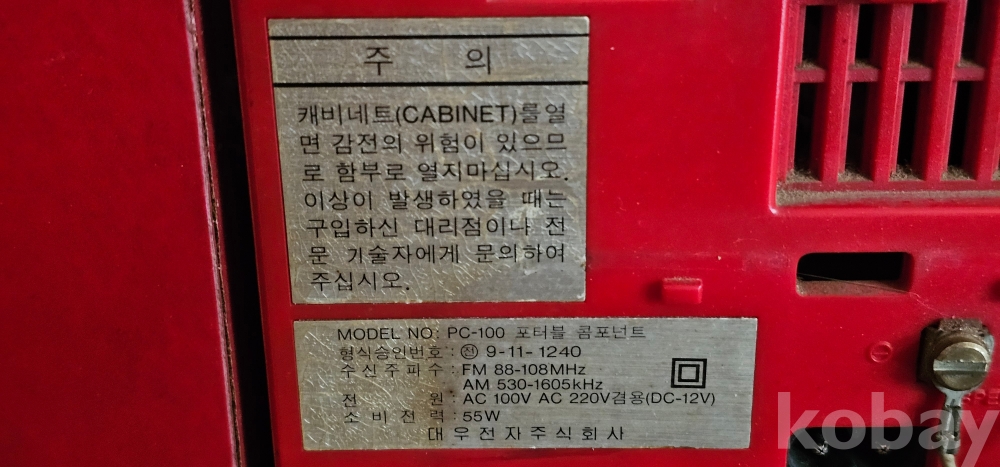 주 의
캐비네트(CABINET)를열
면 감전의 위험이 있으므
로 함부로 열지마십시오.
이상이 발생하였을 때는
구입하신 대리점이나 전
문 기술자에게 문의하여
주십시오.
MODEL NO: PC-100 포터블 콤포넌트
형식승인번호: ㉧ 9-11-1240
수신주파수: FM 88-108MHz
AM 530-1605kHz
전 원: AC 100V AC 220V겸용(DC-12V)
소비전력: 55W
대우전자주식회사
kobay